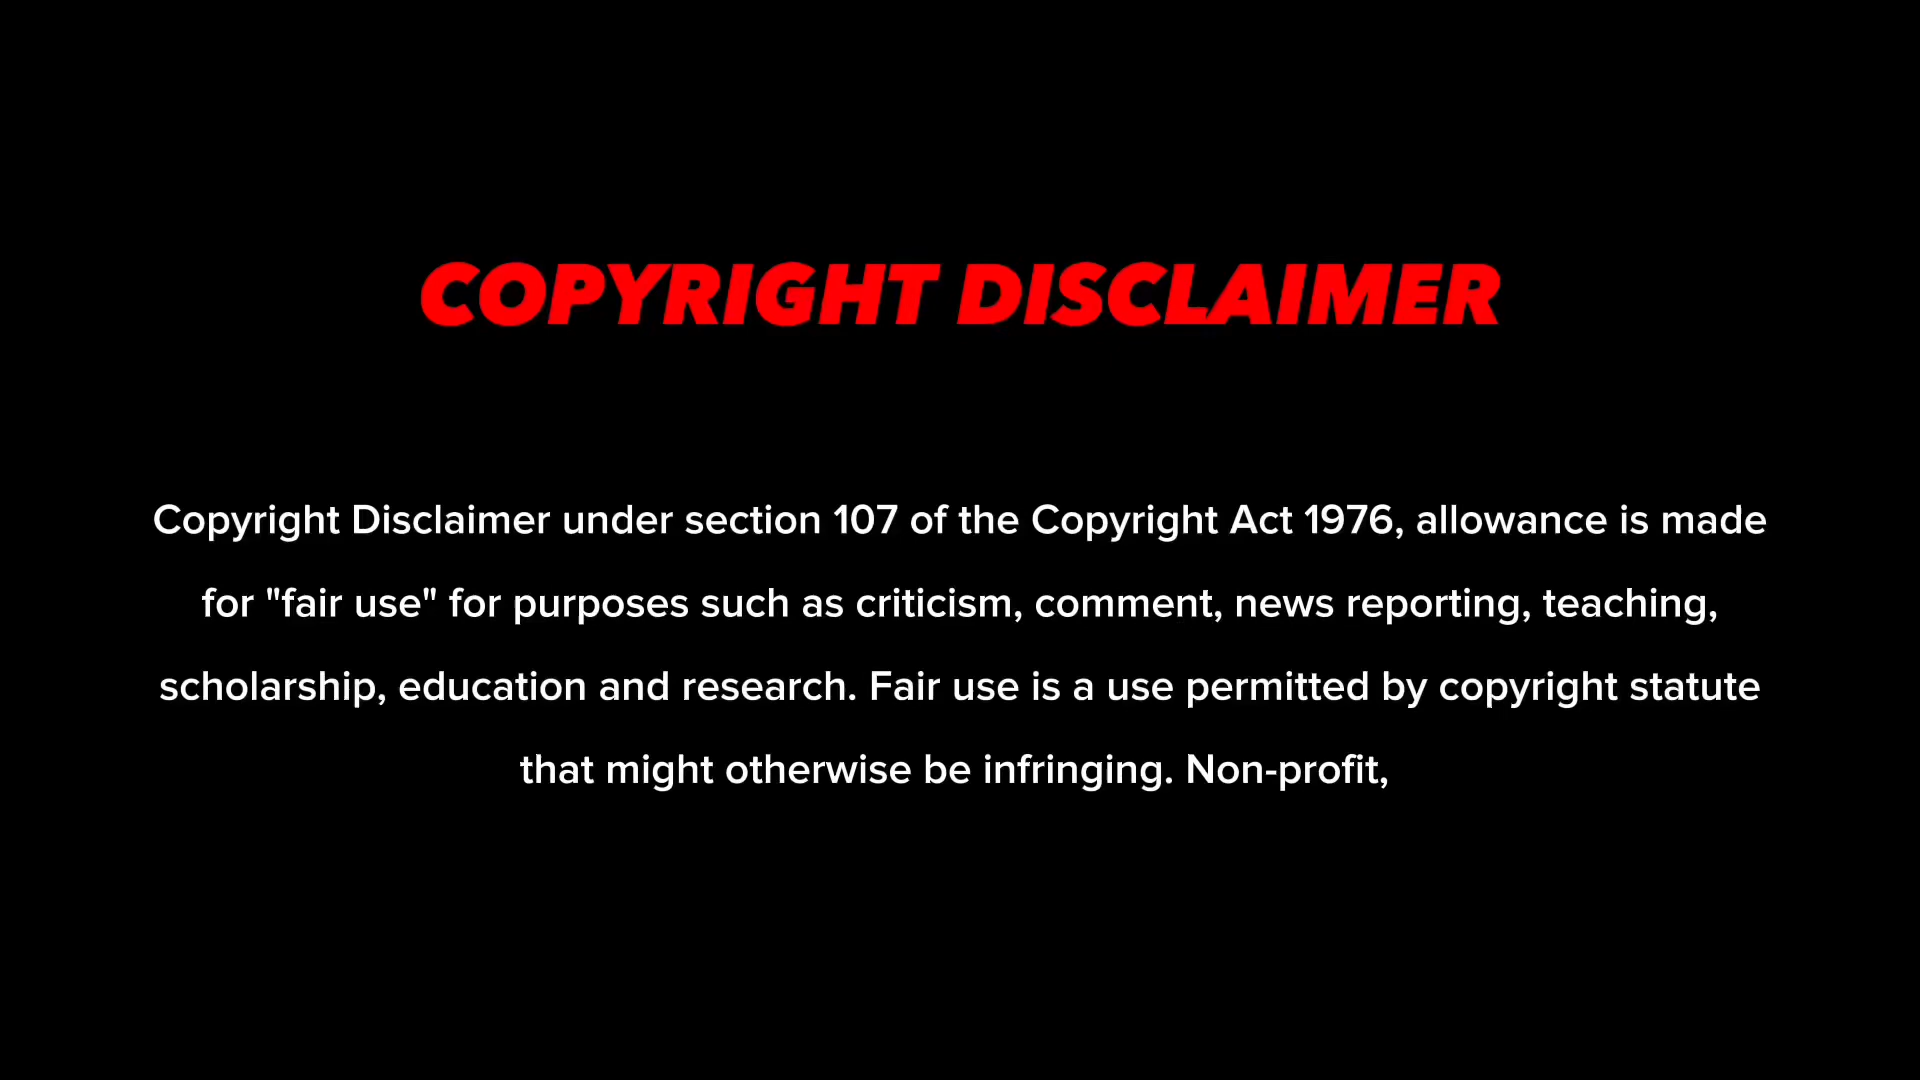 COPYRIGHT DISCLAIMER
Copyright Disclaimer under section 107 of the Copyright Act 1976, allowance is made
for "fair use" for purposes such as criticism, comment, news reporting, teaching,
scholarship, education and research. Fair use is a use permitted by copyright statute
that might otherwise be infringing. Non-profit,